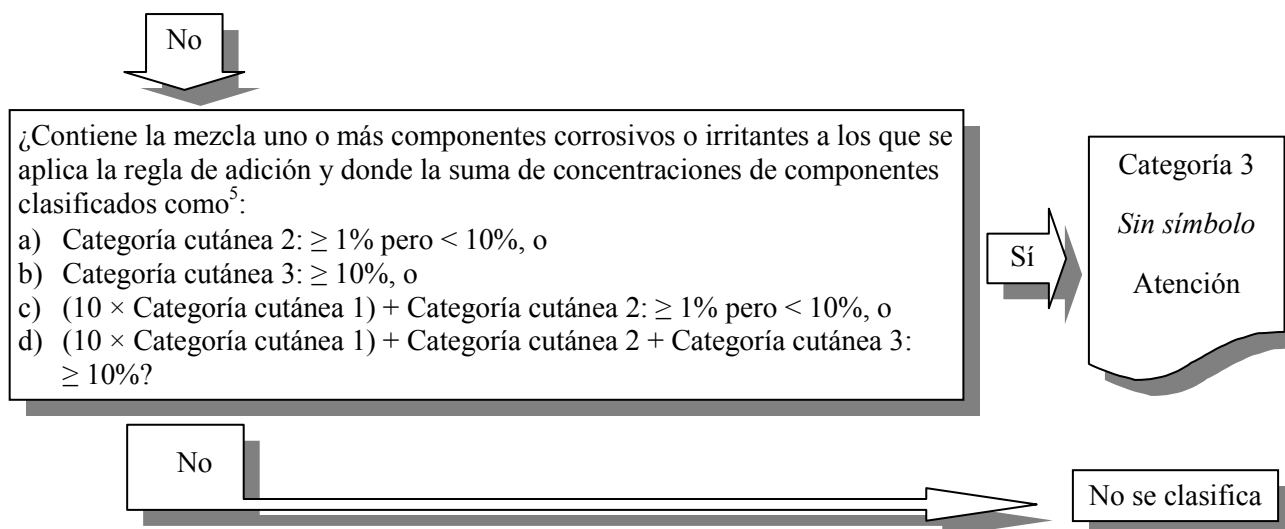 No
¿Contiene la mezcla uno o más componentes corrosivos o irritantes a los que se
aplica la regla de adición y donde la suma de concentraciones de componentes
clasificados como⁵:
a) Categoría cutánea 2: ≥ 1% pero < 10%, o
b) Categoría cutánea 3: ≥ 10%, o
c) (10 × Categoría cutánea 1) + Categoría cutánea 2: ≥ 1% pero < 10%, o
d) (10 × Categoría cutánea 1) + Categoría cutánea 2 + Categoría cutánea 3:
≥ 10%?
Sí
Categoría 3
Sin símbolo
Atención
No
No se clasifica